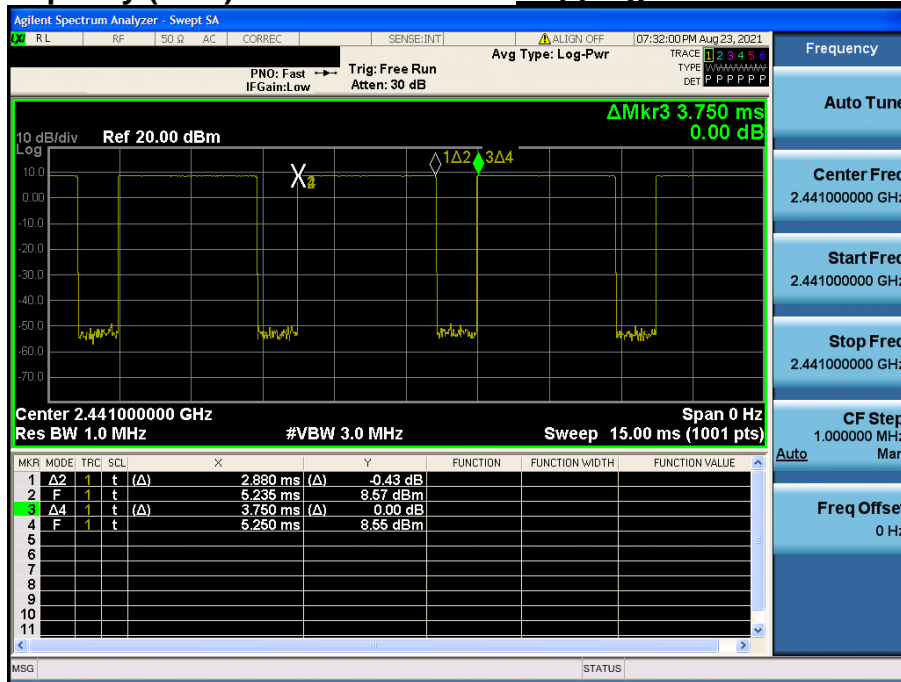 Agilent Spectrum Analyzer - Swept SA
LXI RL RF 50 Ω AC CORREC SENSE:INT ALIGN OFF 07:32:00 PM Aug 23, 2021
Avg Type: Log-Pwr TRACE 1 2 3 4 5 6
PNO: Fast Trig: Free Run TYPE WWWWWW
IFGain:Low Atten: 30 dB DET P P P P P P
ΔMkr3 3.750 ms
0.00 dB
10 dB/div Ref 20.00 dBm
Log
10.0
0.00
-10.0
-20.0
-30.0
-40.0
-50.0
-60.0
-70.0
1Δ2 3Δ4
X
Center 2.441000000 GHz Span 0 Hz
Res BW 1.0 MHz #VBW 3.0 MHz Sweep 15.00 ms (1001 pts)
MKR MODE TRC SCL X Y FUNCTION FUNCTION WIDTH FUNCTION VALUE
1 Δ2 1 t (Δ) 2.880 ms (Δ) -0.43 dB
2 F 1 t 5.235 ms 8.57 dBm
3 Δ4 1 t (Δ) 3.750 ms (Δ) 0.00 dB
4 F 1 t 5.250 ms 8.55 dBm
5
6
7
8
9
10
11
MSG STATUS
Frequency
Auto Tune
Center Freq
2.441000000 GHz
Start Freq
2.441000000 GHz
Stop Freq
2.441000000 GHz
CF Step
1.000000 MHz
Auto Man
Freq Offset
0 Hz